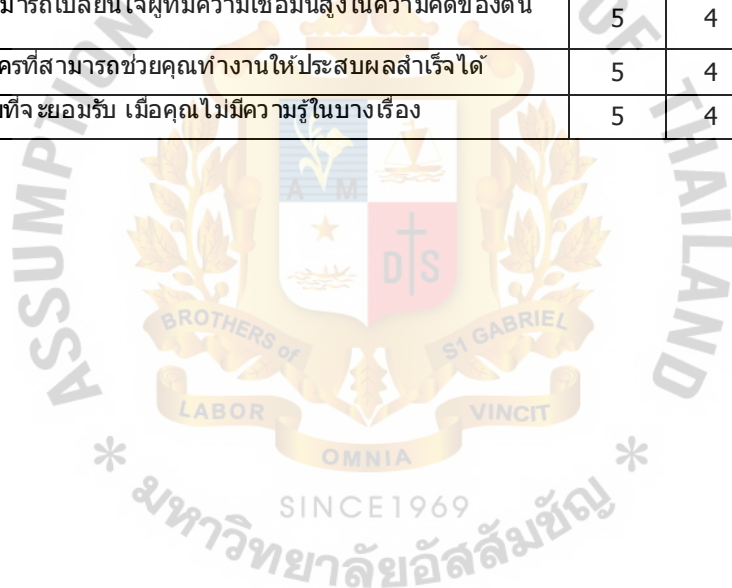 มารถเปลี่ยนใจผู้ที่มีความเชื่อมั่นสูงในความคิดของตน 5 4
ครที่สามารถช่วยคุณทำงานให้ประสบผลสำเร็จได้ 5 4
ที่จะยอมรับ เมื่อคุณไม่มีความรู้ในบางเรื่อง 5 4
ASSUMPTION
OF THAILAND
A M
D S
BROTHERS of
S1 GABRIEL
LABOR
VINCIT
OMNIA
SINCE1969
มหาวิทยาลัยอัสสัมชัญ